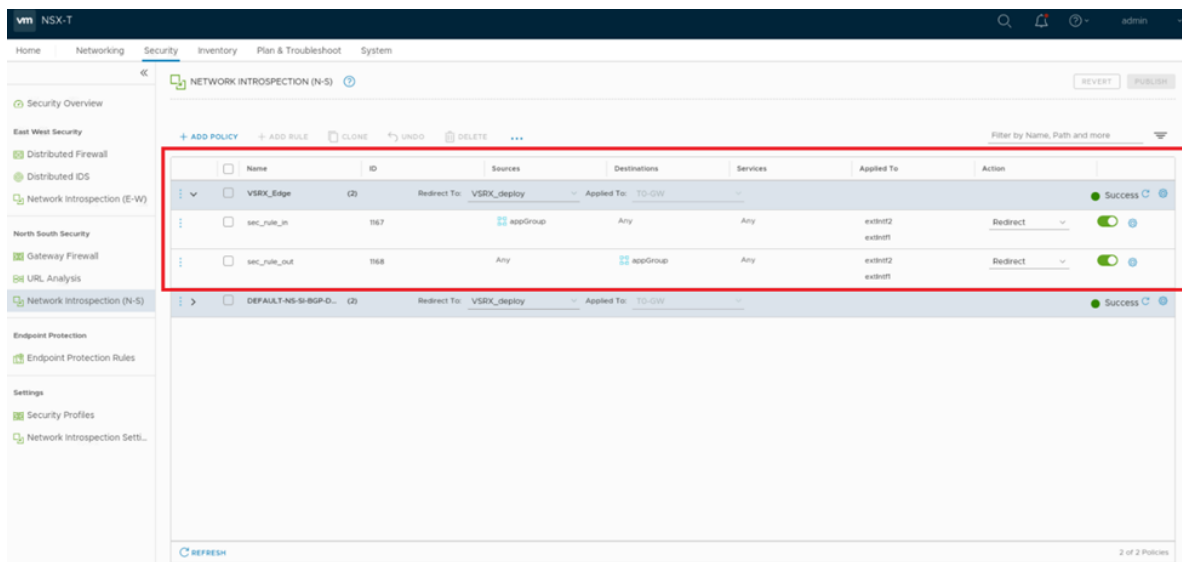 vm NSX-T admin
Home Networking Security Inventory Plan & Troubleshoot System
NETWORK INTROSPECTION (N-S) REVERT PUBLISH
Security Overview
East West Security
+ ADD POLICY + ADD RULE CLONE UNDO DELETE ... Filter by Name, Path and more
Distributed Firewall
Name ID Sources Destinations Services Applied To Action
Distributed IDS
Network Introspection (E-W)
VSRX_Edge (2) Redirect To: VSRX_deploy Applied To: TO-GW Success
sec_rule_in 1167 appGroup Any Any extIntf2 Redirect
extIntf1
North South Security
Gateway Firewall
sec_rule_out 1168 Any appGroup Any extIntf2 Redirect
extIntf1
URL Analysis
Network Introspection (N-S)
DEFAULT-NS-SI-BGP-D... (2) Redirect To: VSRX_deploy Applied To: TO-GW Success
Endpoint Protection
Endpoint Protection Rules
Settings
Security Profiles
Network Introspection Setti...
REFRESH 2 of 2 Policies